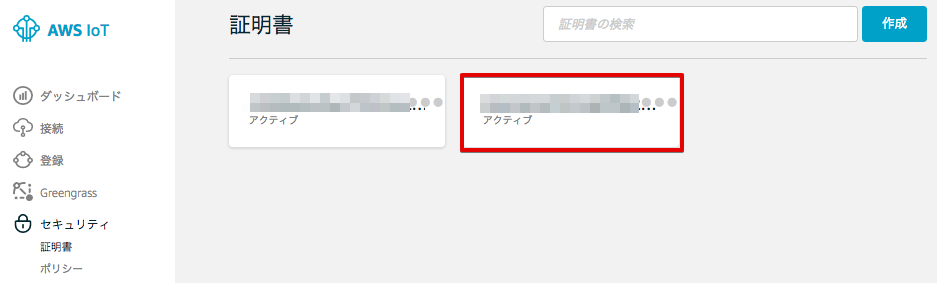 AWS IoT
ダッシュボード
接続
登録
Greengrass
セキュリティ
証明書
ポリシー
証明書
証明書の検索
作成
アクティブ
アクティブ